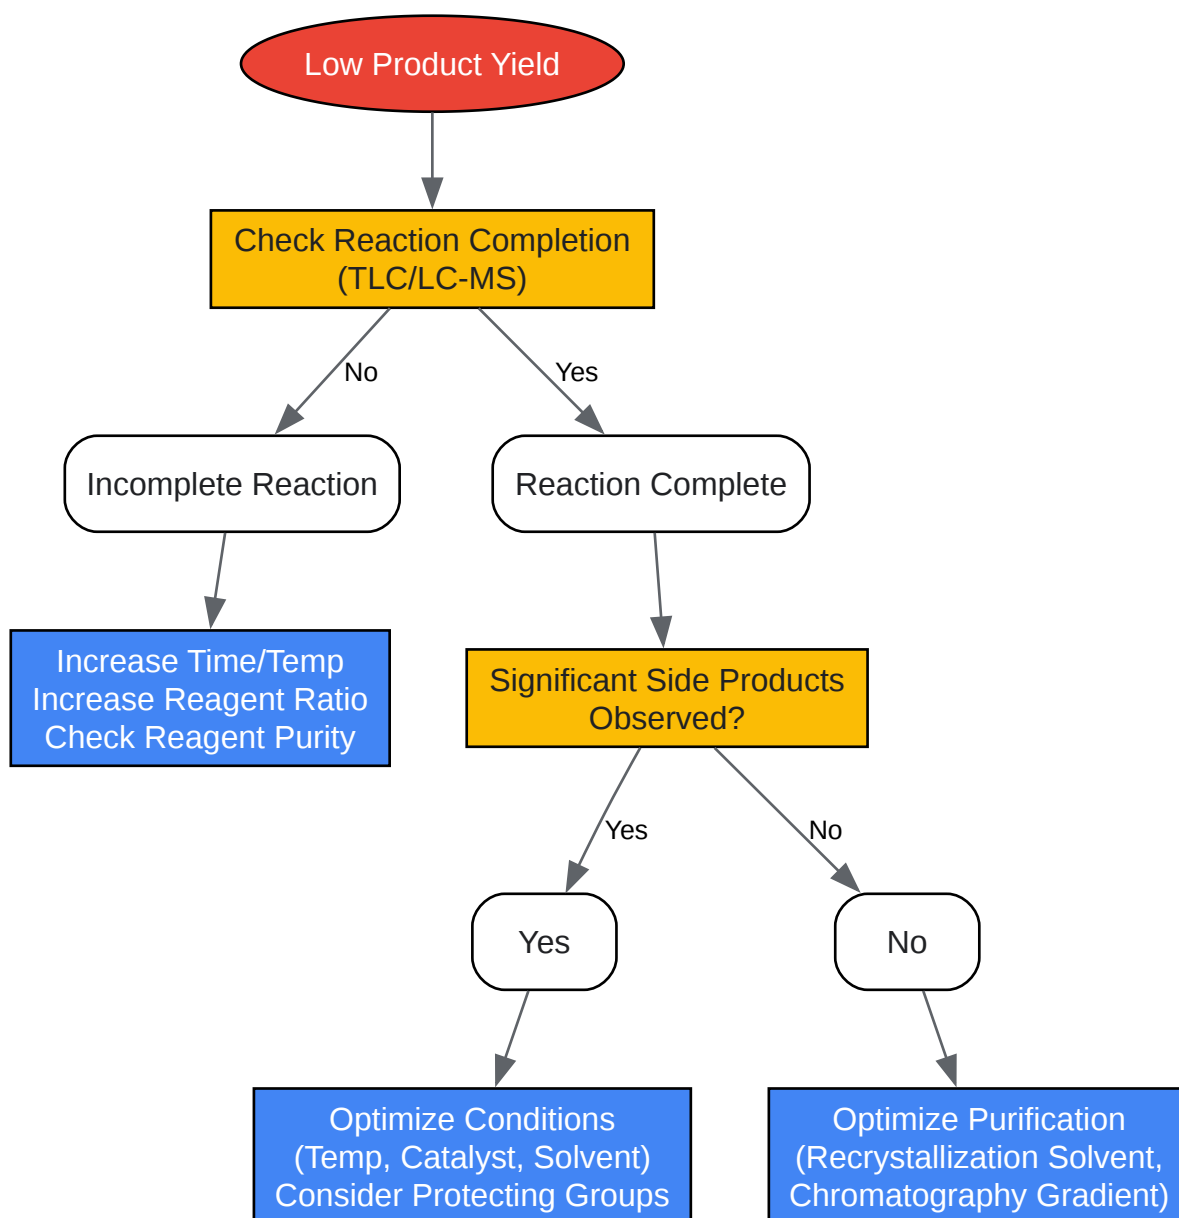 Low Product Yield
Check Reaction Completion
(TLC/LC-MS)
No
Yes
Incomplete Reaction
Reaction Complete
Increase Time/Temp
Increase Reagent Ratio
Check Reagent Purity
Significant Side Products
Observed?
Yes
No
Yes
No
Optimize Conditions
(Temp, Catalyst, Solvent)
Consider Protecting Groups
Optimize Purification
(Recrystallization Solvent,
Chromatography Gradient)